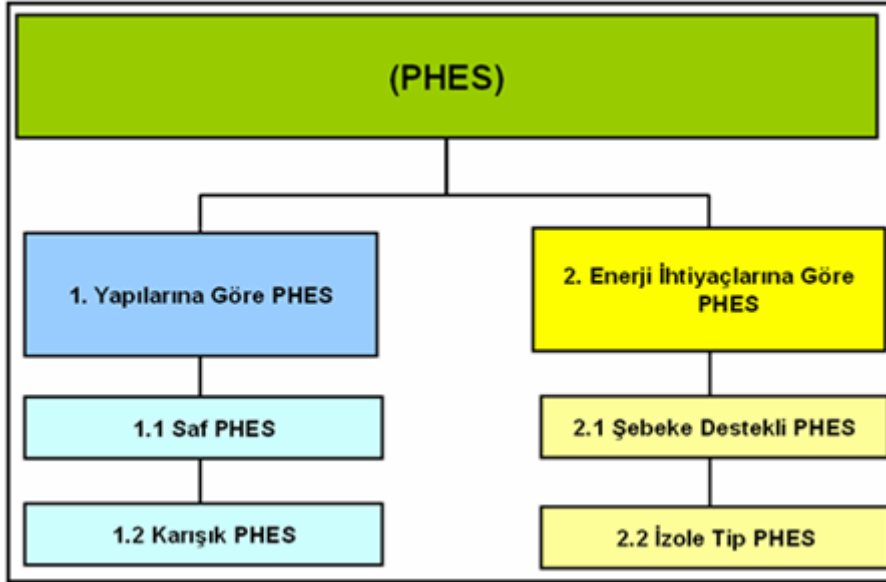 (PHES)
1. Yapılarına Göre PHES
2. Enerji İhtiyaçlarına Göre
PHES
1.1 Saf PHES
2.1 Şebeke Destekli PHES
1.2 Karışık PHES
2.2 İzole Tip PHES